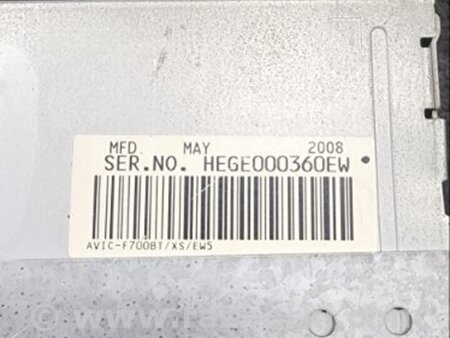 MFD. MAY 2008
SER.NO. HEGE000360EW
AVIC-F700BT/XS/EW5